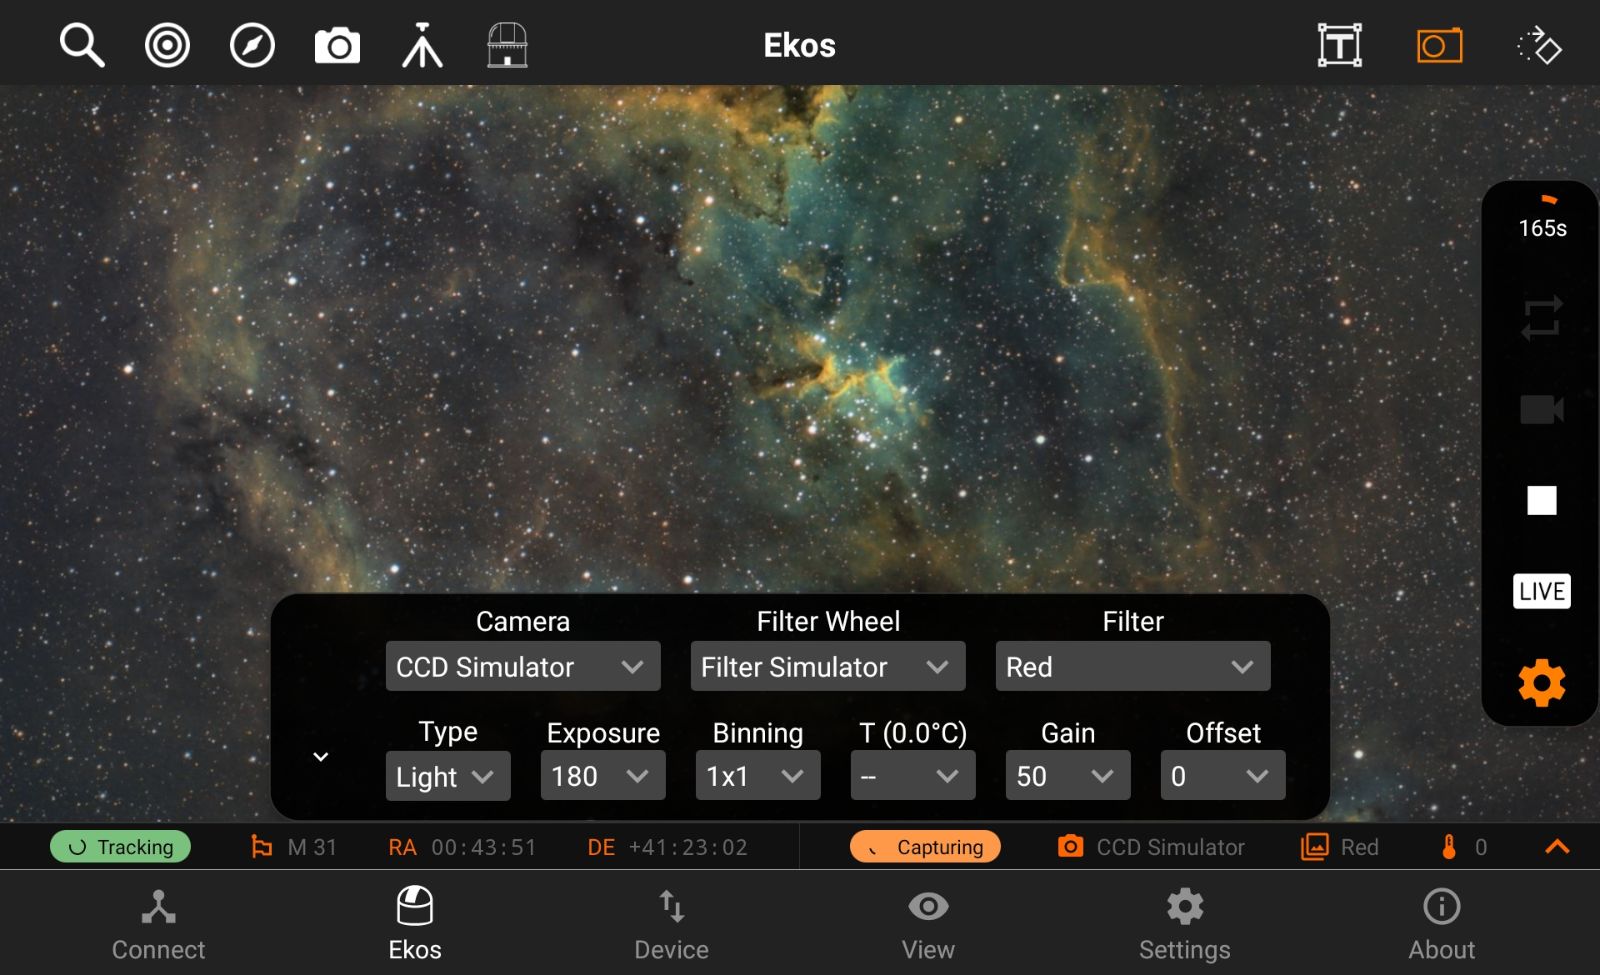 Ekos
T
165s
LIVE
Camera Filter Wheel Filter
CCD Simulator Filter Simulator Red
Type Exposure Binning T (0.0°C) Gain Offset
Light 180 1x1 -- 50 0
Tracking M 31 RA 00:43:51 DE +41:23:02 Capturing CCD Simulator Red 0
Connect Ekos Device View Settings About